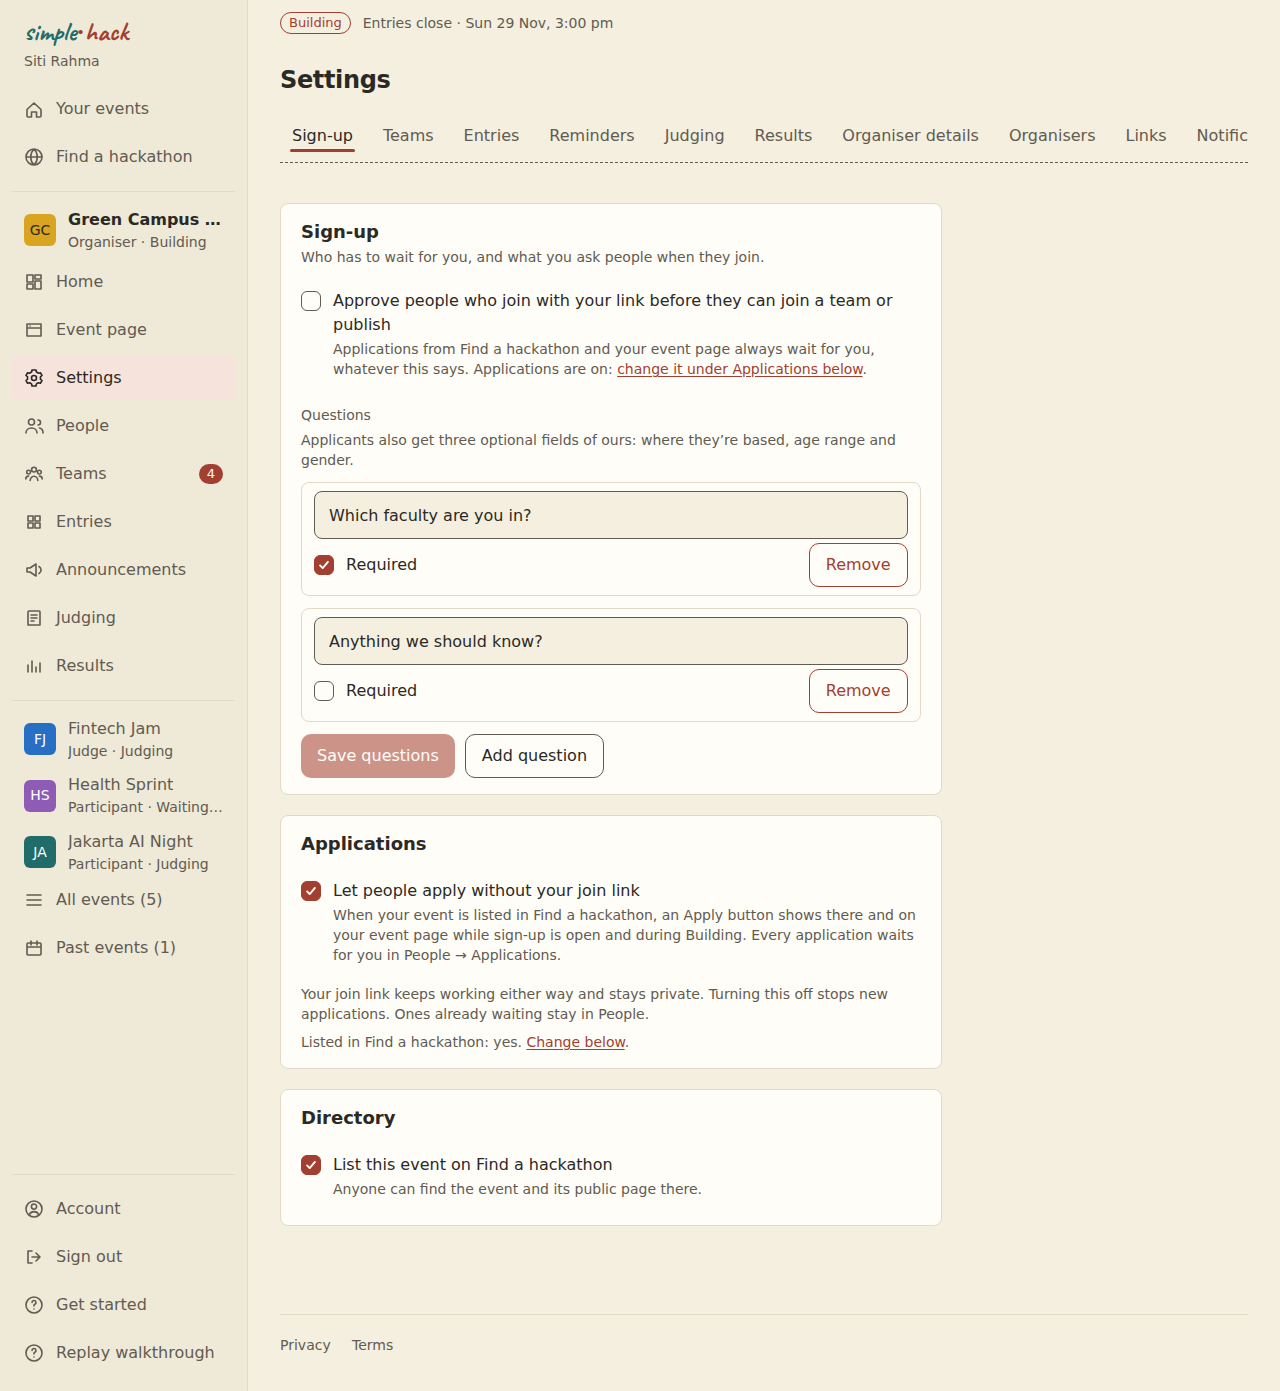 simple·hack
Siti Rahma
Your events
Find a hackathon
GC
Green Campus ...
Organiser · Building
Home
Event page
Settings
People
Teams
4
Entries
Announcements
Judging
Results
FJ
Fintech Jam
Judge · Judging
HS
Health Sprint
Participant · Waiting...
JA
Jakarta AI Night
Participant · Judging
All events (5)
Past events (1)
Account
Sign out
Get started
Replay walkthrough
Building
Entries close · Sun 29 Nov, 3:00 pm
Settings
Sign-up Teams Entries Reminders Judging Results Organiser details Organisers Links Notific
Sign-up
Who has to wait for you, and what you ask people when they join.
Approve people who join with your link before they can join a team or
publish
Applications from Find a hackathon and your event page always wait for you,
whatever this says. Applications are on: change it under Applications below.
Questions
Applicants also get three optional fields of ours: where they’re based, age range and
gender.
Which faculty are you in?
Required
Remove
Anything we should know?
Required
Remove
Save questions
Add question
Applications
Let people apply without your join link
When your event is listed in Find a hackathon, an Apply button shows there and on
your event page while sign-up is open and during Building. Every application waits
for you in People → Applications.
Your join link keeps working either way and stays private. Turning this off stops new
applications. Ones already waiting stay in People.
Listed in Find a hackathon: yes. Change below.
Directory
List this event on Find a hackathon
Anyone can find the event and its public page there.
Privacy
Terms